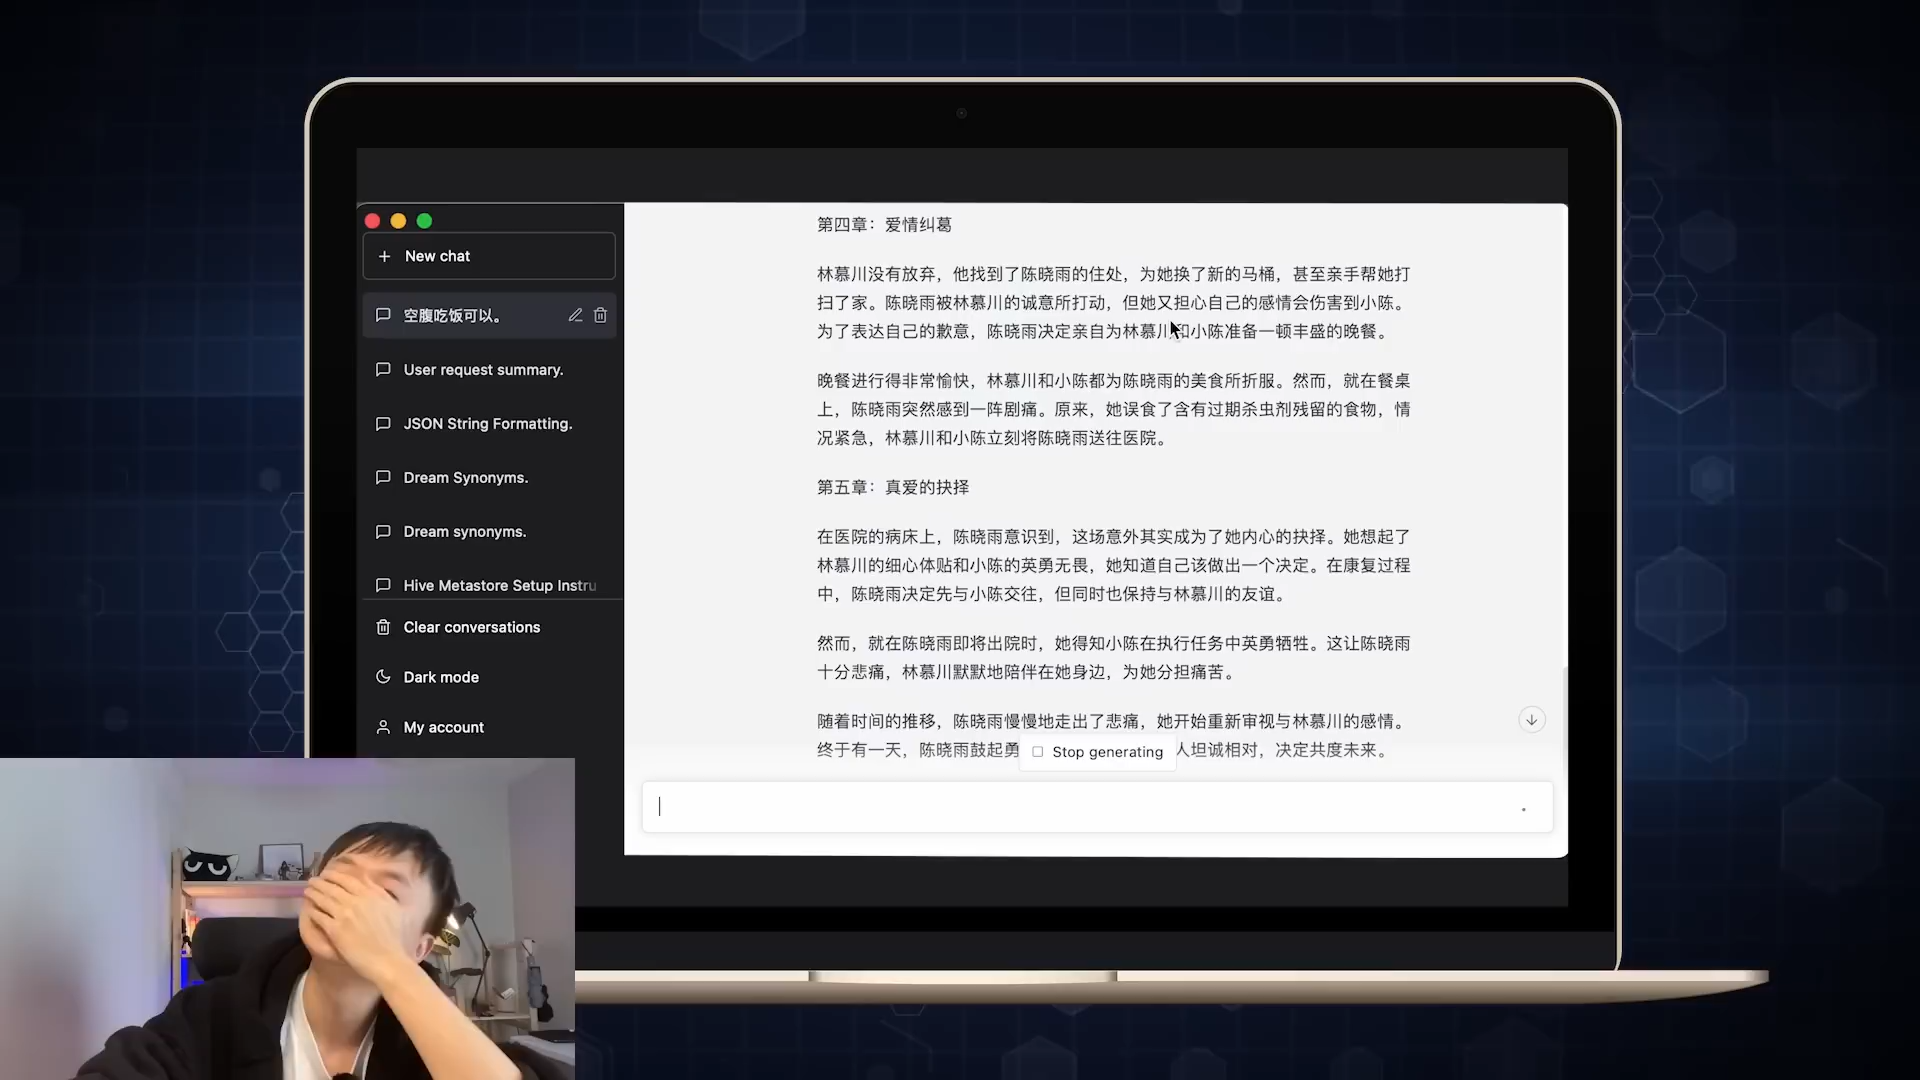 New chat
空腹吃饭可以。
User request summary.
JSON String Formatting.
Dream Synonyms.
Dream synonyms.
Hive Metastore Setup Instru
Clear conversations
Dark mode
My account
第四章：爱情纠葛
林慕川没有放弃，他找到了陈晓雨的住处，为她换了新的马桶，甚至亲手帮她打
扫了家。陈晓雨被林慕川的诚意所打动，但她又担心自己的感情会伤害到小陈。
为了表达自己的歉意，陈晓雨决定亲自为林慕川和小陈准备一顿丰盛的晚餐。
晚餐进行得非常愉快，林慕川和小陈都为陈晓雨的美食所折服。然而，就在餐桌
上，陈晓雨突然感到一阵剧痛。原来，她误食了含有过期杀虫剂残留的食物，情
况紧急，林慕川和小陈立刻将陈晓雨送往医院。
第五章：真爱的抉择
在医院的病床上，陈晓雨意识到，这场意外其实成为了她内心的抉择。她想起了
林慕川的细心体贴和小陈的英勇无畏，她知道自己该做出一个决定。在康复过程
中，陈晓雨决定先与小陈交往，但同时也保持与林慕川的友谊。
然而，就在陈晓雨即将出院时，她得知小陈在执行任务中英勇牺牲。这让陈晓雨
十分悲痛，林慕川默默地陪伴在她身边，为她分担痛苦。
随着时间的推移，陈晓雨慢慢地走出了悲痛，她开始重新审视与林慕川的感情。
终于有一天，陈晓雨鼓起勇 人坦诚相对，决定共度未来。
Stop generating